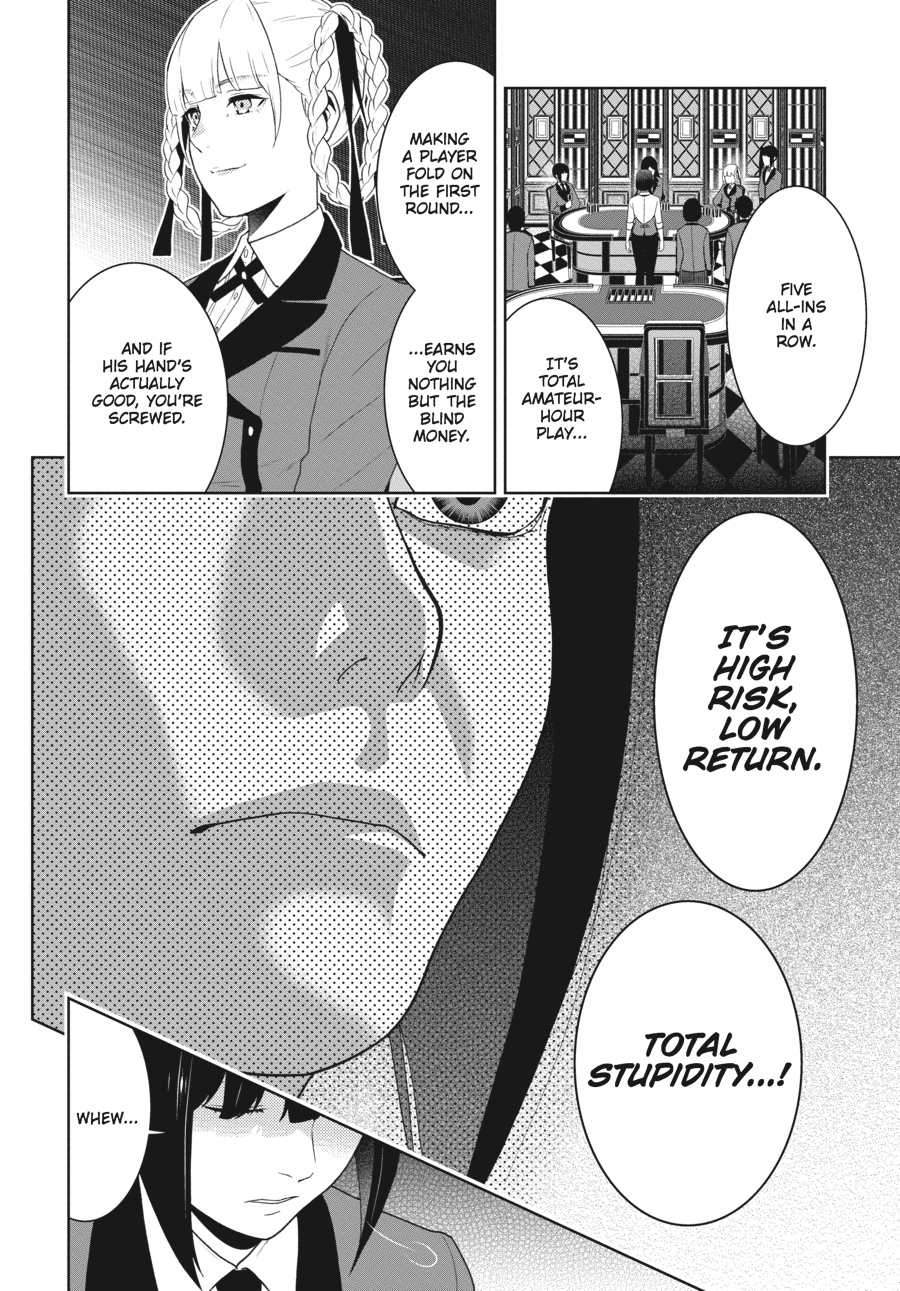 FIVE
ALL-INS
IN A
ROW.
IT'S
TOTAL
AMATEUR-
HOUR
PLAY...
MAKING
A PLAYER
FOLD ON
THE FIRST
ROUND...
...EARNS
YOU
NOTHING
BUT THE
BLIND
MONEY.
AND IF
HIS HAND'S
ACTUALLY
GOOD, YOU'RE
SCREWED.
IT'S
HIGH
RISK,
LOW
RETURN.
TOTAL
STUPIDITY...!
WHEW...